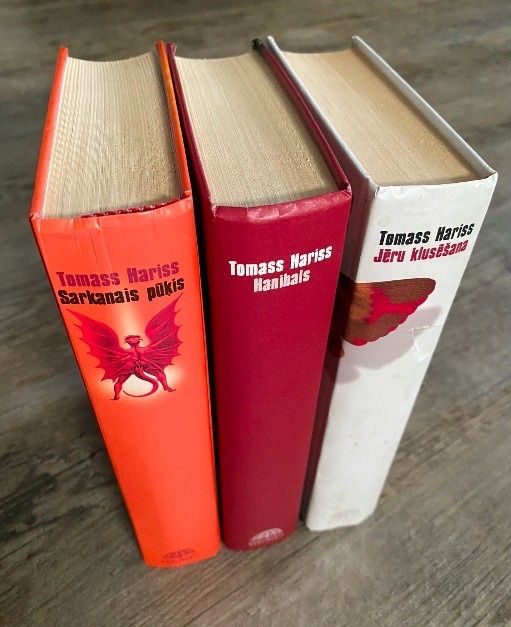 Tomass Hariss
Sarkanais pūķis
Tomass Hariss
Hanibals
Tomass Hariss
Jēru klusēšana